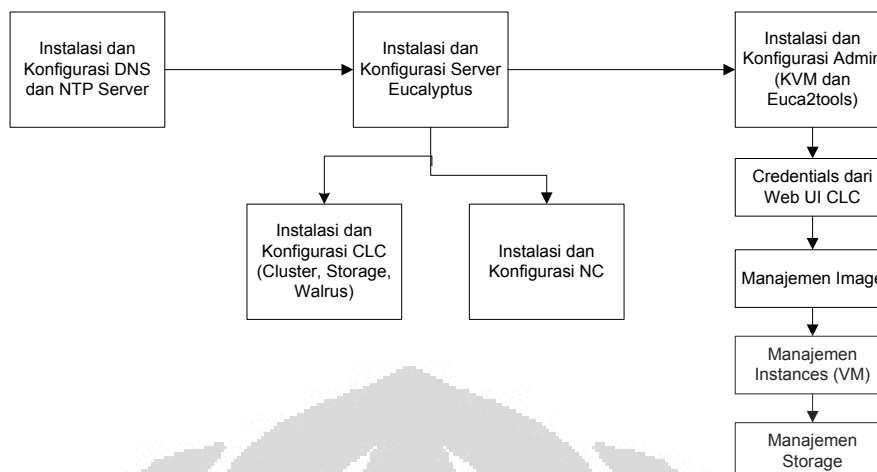 Instalasi dan
Konfigurasi DNS
dan NTP Server
Instalasi dan
Konfigurasi Server
Eucalyptus
Instalasi dan
Konfigurasi Admin
(KVM dan
Euca2tools)
Instalasi dan
Konfigurasi CLC
(Cluster, Storage,
Walrus)
Instalasi dan
Konfigurasi NC
Credentials dari
Web UI CLC
Manajemen Image
Manajemen
Instances (VM)
Manajemen
Storage